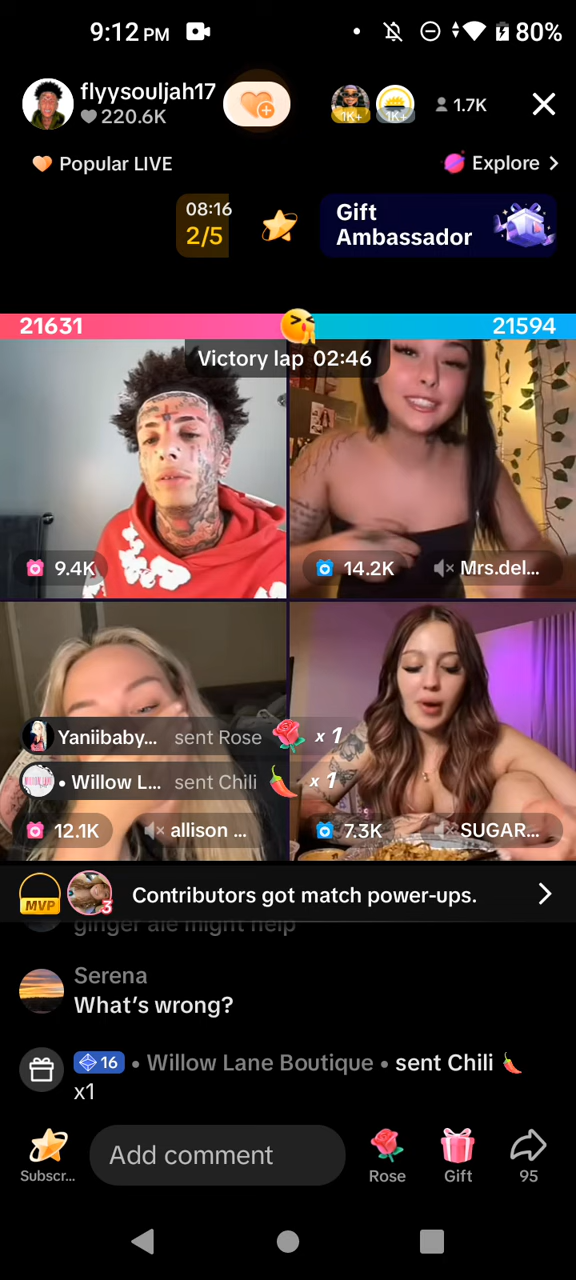 9:12 PM
80%
flyysouljah17
220.6K
1K+
1K+
1.7K
Popular LIVE
Explore
08:16
2/5
Gift
Ambassador
21631
21594
Victory lap 02:46
9.4K
14.2K
Mrs.del...
Yaniibaby... sent Rose x 1
• Willow L... sent Chili x 1
12.1K
allison ...
7.3K
SUGAR...
MVP
3
Contributors got match power-ups.
ginger ale might help
Serena
What's wrong?
16 • Willow Lane Boutique • sent Chili
x1
Subscr...
Add comment
Rose
Gift
95